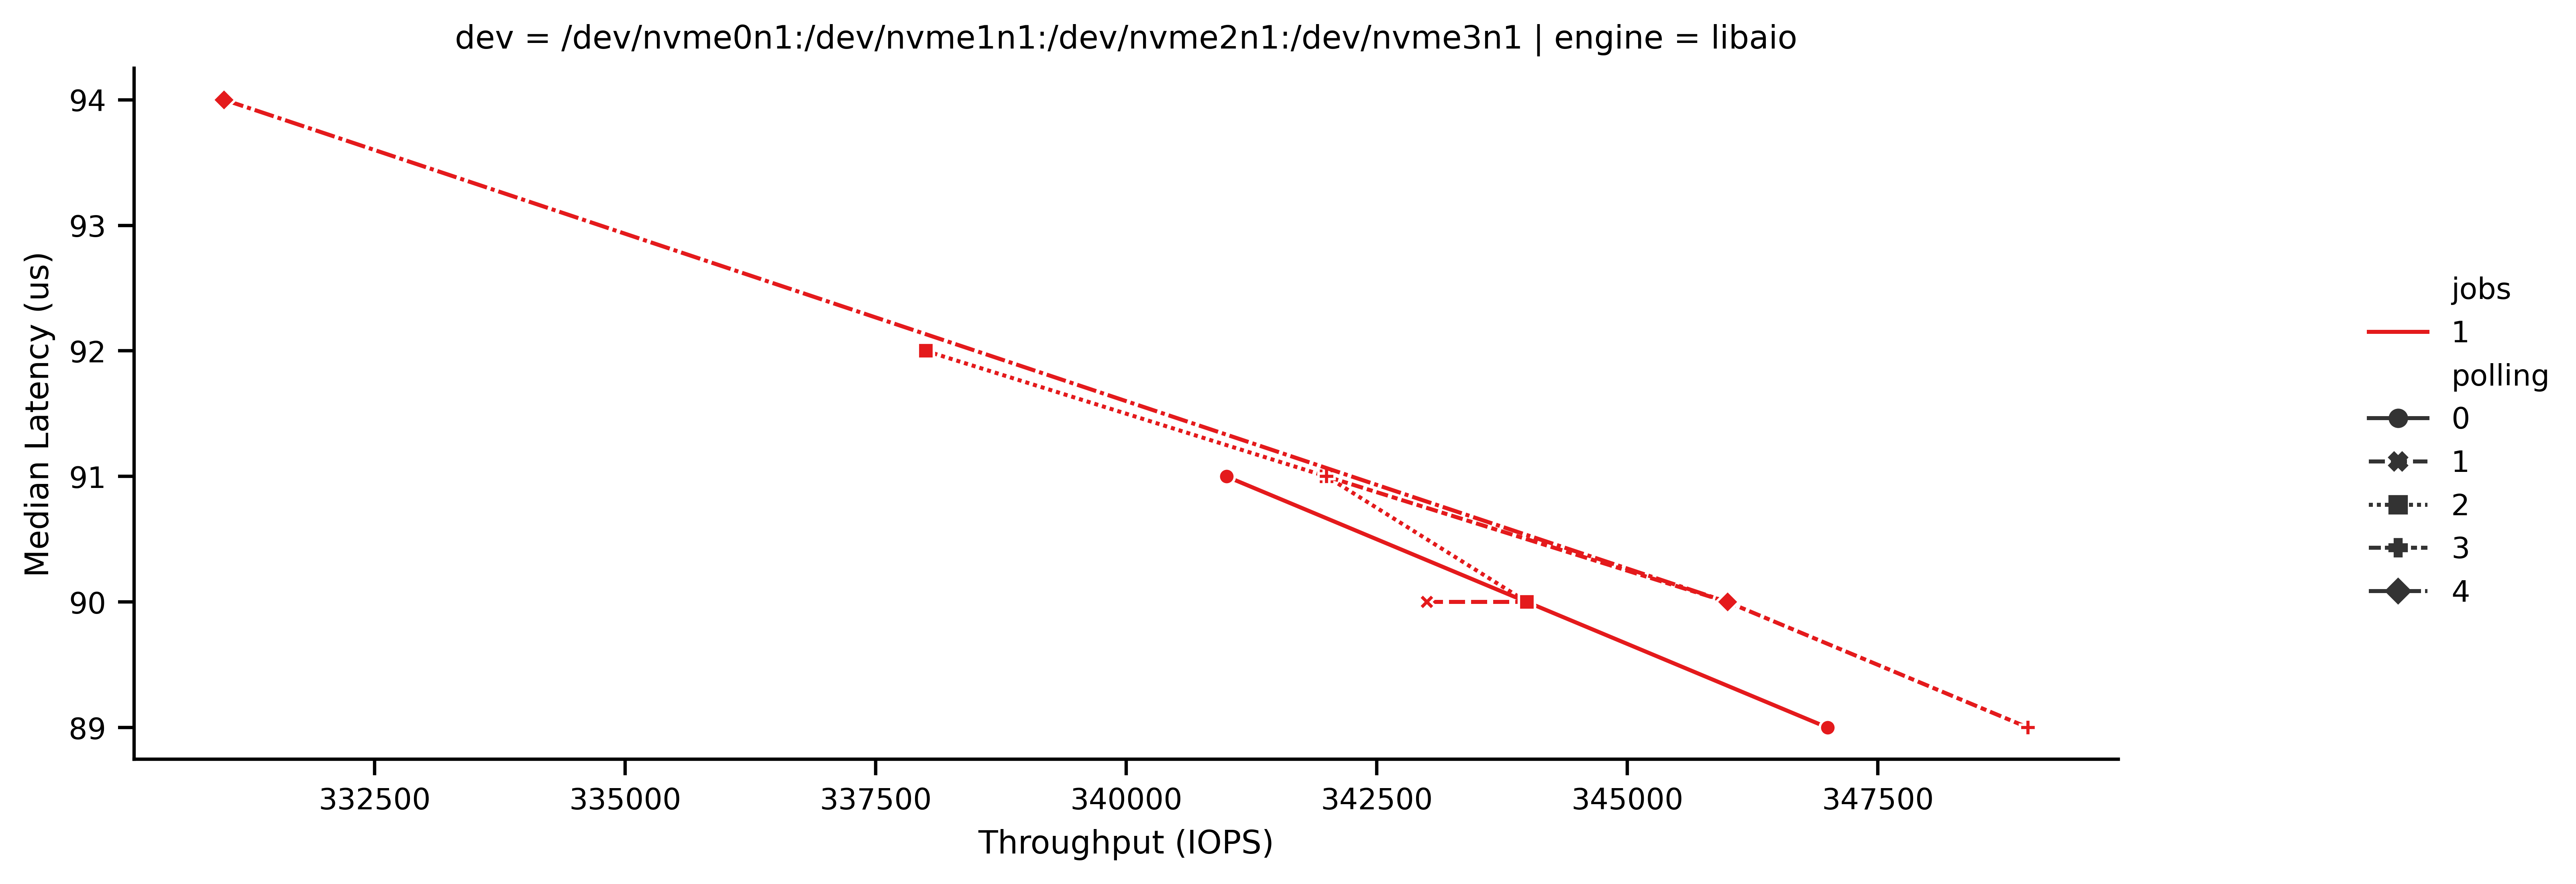 dev = /dev/nvme0n1:/dev/nvme1n1:/dev/nvme2n1:/dev/nvme3n1 | engine = libaio
94
93
92
91
90
89
Median Latency (us)
332500 335000 337500 340000 342500 345000 347500
Throughput (IOPS)
jobs
1
polling
0
1
2
3
4